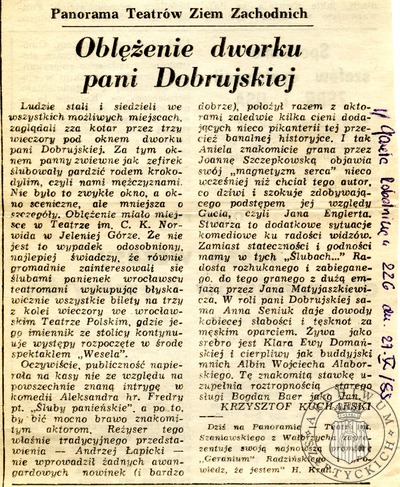 Panorama Teatrów Ziem Zachodnich
Oblężenie dworku
pani Dobrujskiej
Ludzie stali i siedzieli we
wszystkich możliwych miejscach,
zaglądali zza kotar przez trzy
wieczory pod oknem dworku
pani Dobrujskiej. Za tym ok-
nem panny zwiewne jak zefirek
ślubowały gardzić rodem kroko-
dylim, czyli nami mężczyznami.
Nie było to zwykłe okno, a ok-
no sceniczne, ale mniejsza o
szczegóły. Oblężenie miało miej-
sce w Teatrze im. C. K. Nor-
wida w Jeleniej Górze. Że nie
jest to wypadek odosobniony,
najlepiej świadczy, że równie
gromadnie zainteresowali się
ślubami panienek wrocławscy
teatromani wykupując błyska-
wicznie wszystkie bilety na trzy
z kolei wieczory we wrocław-
skim Teatrze Polskim, gdzie je-
go imiennik ze stolicy kontynu-
uje występy rozpoczęte w środę
spektaklem „Wesela”.
Oczywiście, publiczność napie-
rała na kasy nie ze względu na
powszechnie znaną intrygę w
komedii Aleksandra hr. Fredry
pt. „Śluby panieńskie”, a po to,
by bić mocno brawo znakomi-
tym aktorom. Reżyser tego
właśnie tradycyjnego przedsta-
wienia — Andrzej Łapicki —
nie wprowadził żadnych awan-
gardowych nowinek (i bardzo
dobrze), położył razem z akto-
rami zaledwie kilka cieni doda-
jących nieco pikanterii tej prze-
cież banalnej historyjce. I tak
Aniela znakomicie grana przez
Joannę Szczepkowską objawia
swój „magnetyzm serca” nieco
wcześniej niż chciał tego autor,
co dziwi i szokuje zdobywają-
cego podstępem jej względy
Gucia, czyli Jana Englerta.
Stwarza to dodatkowe sytuacje
komediowe ku radości widzów.
Zamiast stateczności i godności
mamy w tych „Ślubach...” Ra-
dosta rozhukanego i zabiegane-
go, do tego granego z dużą em-
fazą przez Jana Matyjaszkiewi-
cza. W roli pani Dobrujskiej sa-
ma Anna Seniuk daje dowody
kobiecej słabości i tęsknot za
męskim oparciem. Żywa jako
srebro jest Klara Ewy Domań-
skiej i cierpliwy jak buddyjski
mnich Albin Wojciecha Alabor-
skiego. Tę znakomitą stawkę u-
zupełnia roztropnością starego
sługi Bogdan Baer jako Jan.
KRZYSZTOF KUCHARSKI
Dziś na Panoramie Teatr im.
Szaniawskiego z Wałbrzycha
zentuje swoją najnowszą
„Geranium” Radzińskiego
wiedz, że jestem” H.
Gazeta Robotnicza 226 dn.